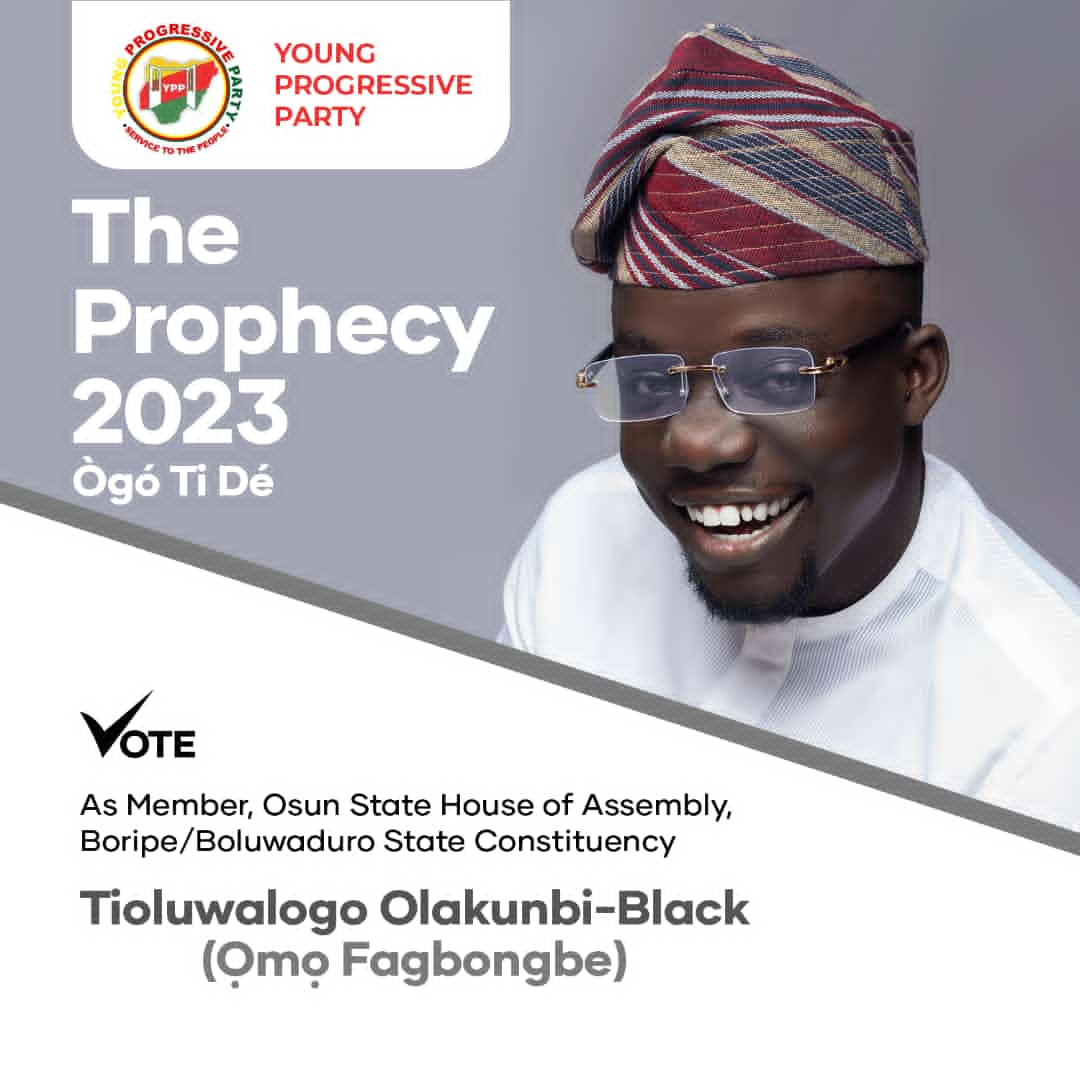 YOUNG PROGRESSIVE PARTY
YPP
• SERVICE TO THE PEOPLE •
YOUNG
PROGRESSIVE
PARTY
The
Prophecy
2023
Ògó Ti Dé
VOTE
As Member, Osun State House of Assembly,
Boripe/Boluwaduro State Constituency
Tioluwalogo Olakunbi-Black
(Ọmọ Fagbongbe)